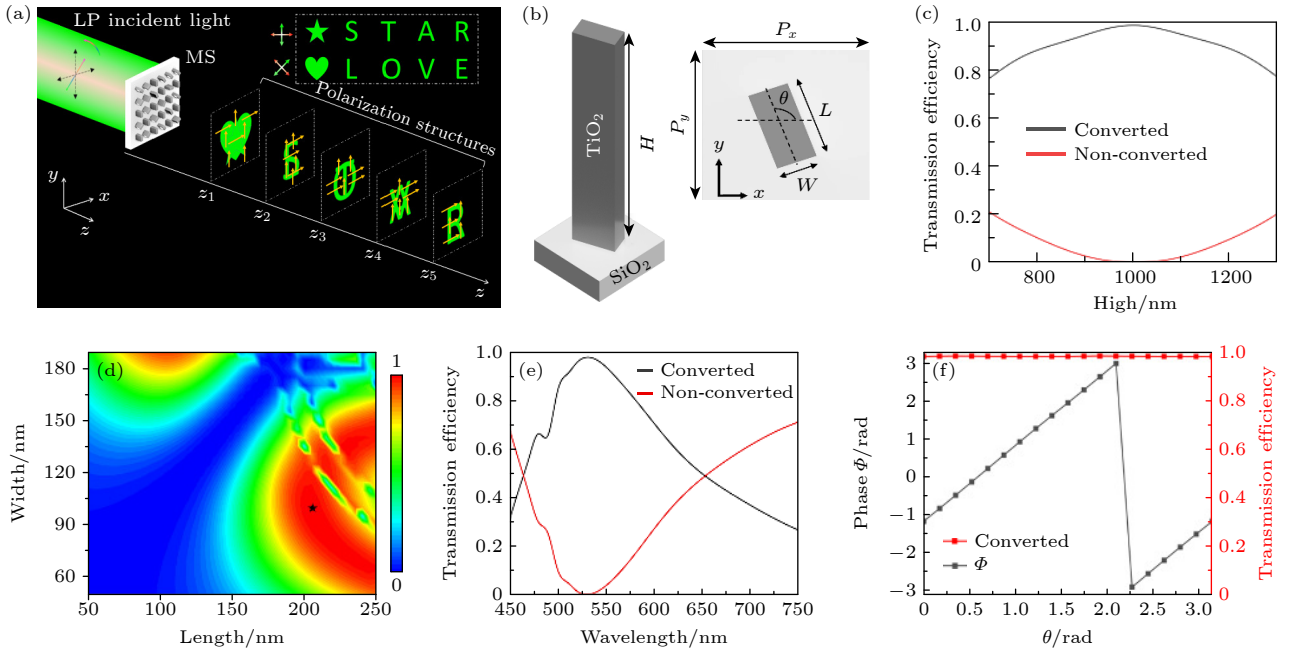 (a)
LP incident light
MS
S T A R
L O V E
Polarization structures
z1
z2
z3
z4
z5
z
y
x
z
(b)
TiO2
H
SiO2
Px
Py
θ
L
W
y
x
(c)
Transmission efficiency
1.0
0.8
0.6
0.4
0.2
0
Converted
Non-converted
800 1000 1200
High/nm
(d)
Width/nm
180
150
120
90
60
50 100 150 200 250
Length/nm
1
0
(e)
Transmission efficiency
1.0
0.8
0.6
0.4
0.2
0
Converted
Non-converted
450 500 550 600 650 700 750
Wavelength/nm
(f)
Phase Φ/rad
3
2
1
0
−1
−2
−3
Converted
Φ
0 0.5 1.0 1.5 2.0 2.5 3.0
θ/rad
1.0
0.8
0.6
0.4
0.2
0
Transmission efficiency